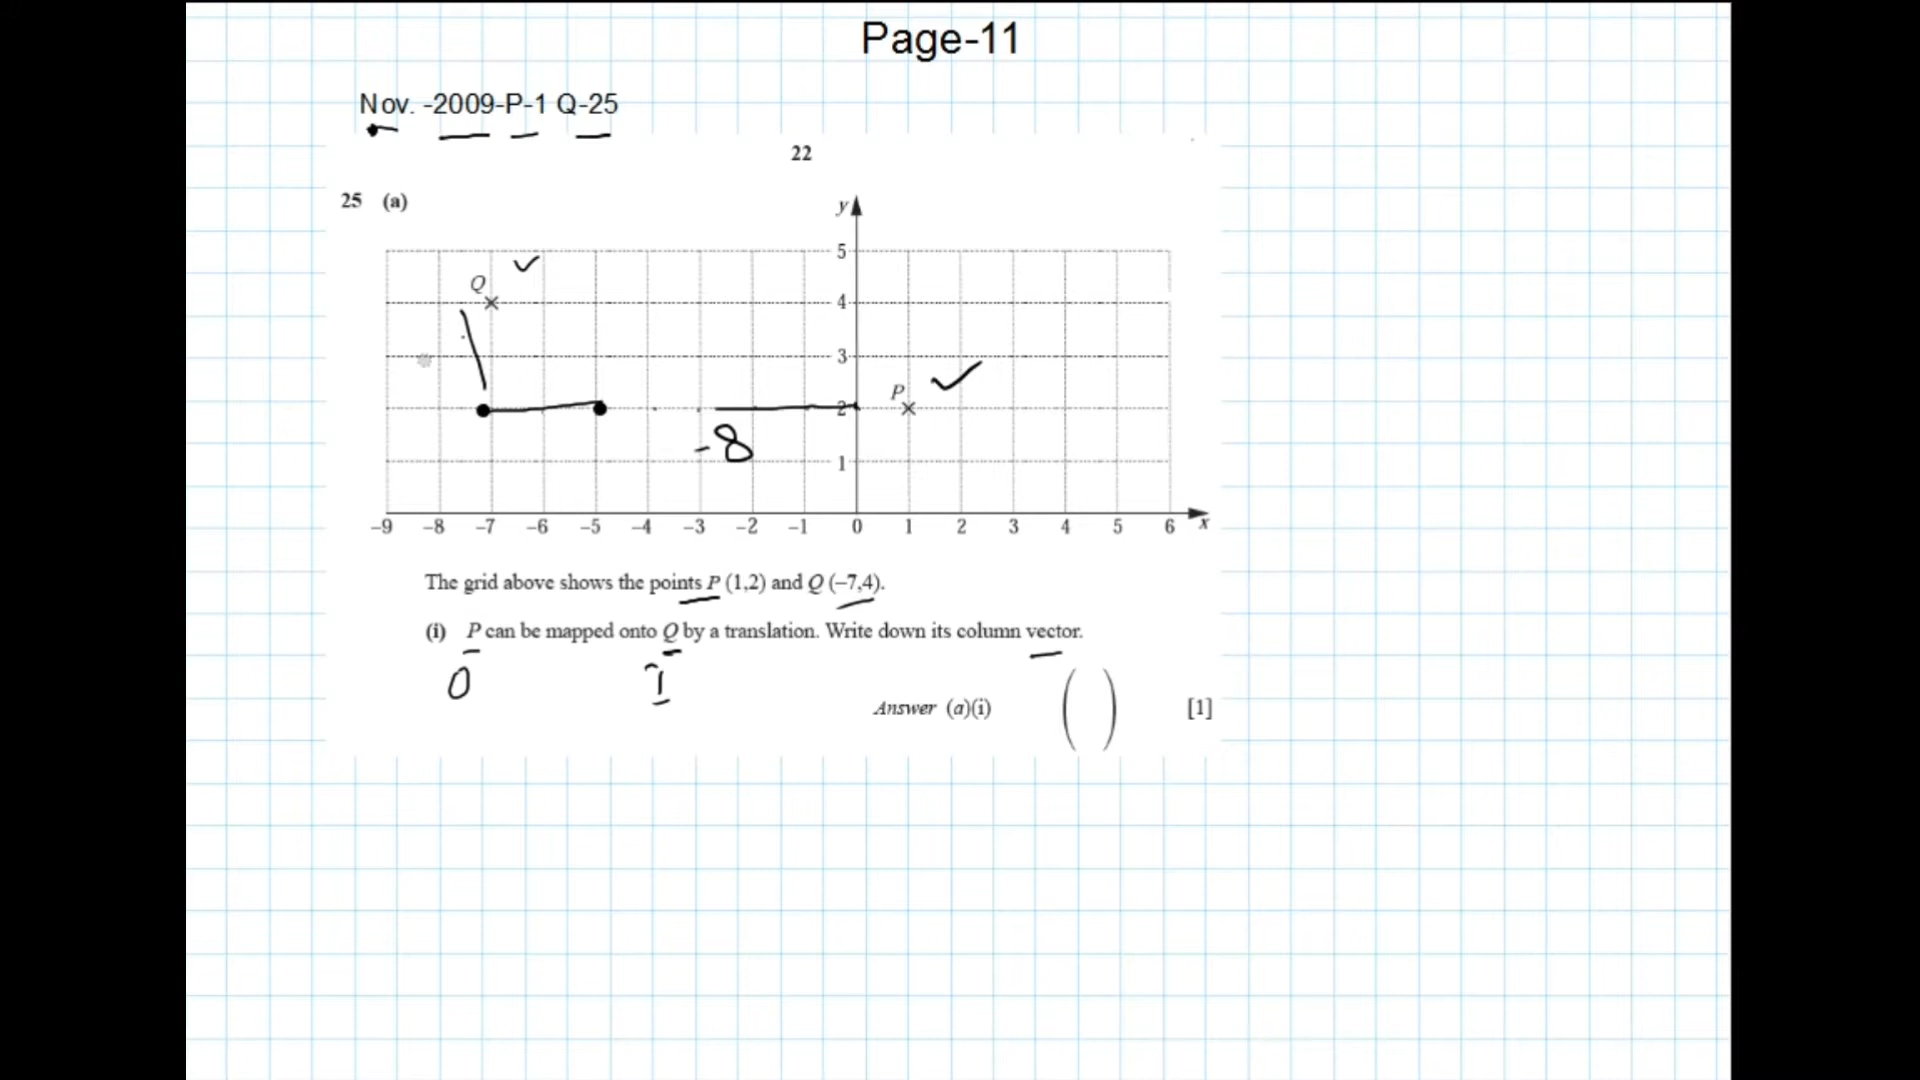 Page-11
Nov. -2009-P-1 Q-25
22
25 (a)
y
5
Q
4
3
P
2
-8
1
–9 –8 –7 –6 –5 –4 –3 –2 –1 0 1 2 3 4 5 6 x
The grid above shows the points P (1,2) and Q (–7,4).
(i) P can be mapped onto Q by a translation. Write down its column vector.
O I
Answer (a)(i) ( ) [1]